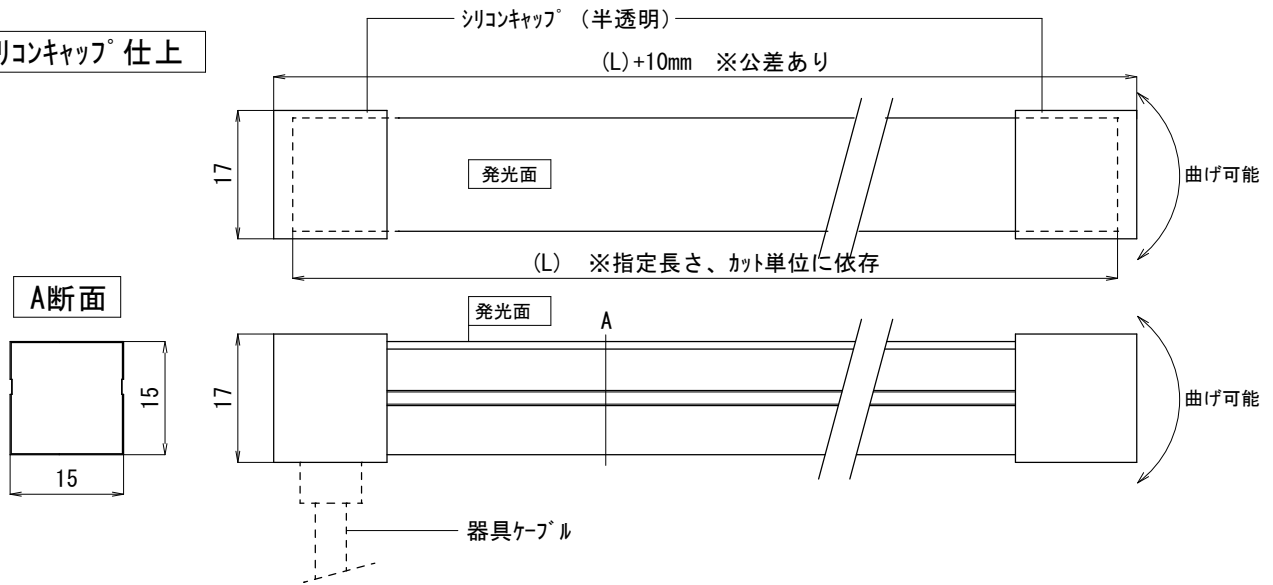 シリコンキャップ（半透明）
リコンキャップ仕上
(L)+10mm ※公差あり
17
発光面
曲げ可能
(L) ※指定長さ、カット単位に依存
A断面
発光面
A
15
17
曲げ可能
15
器具ケーブル